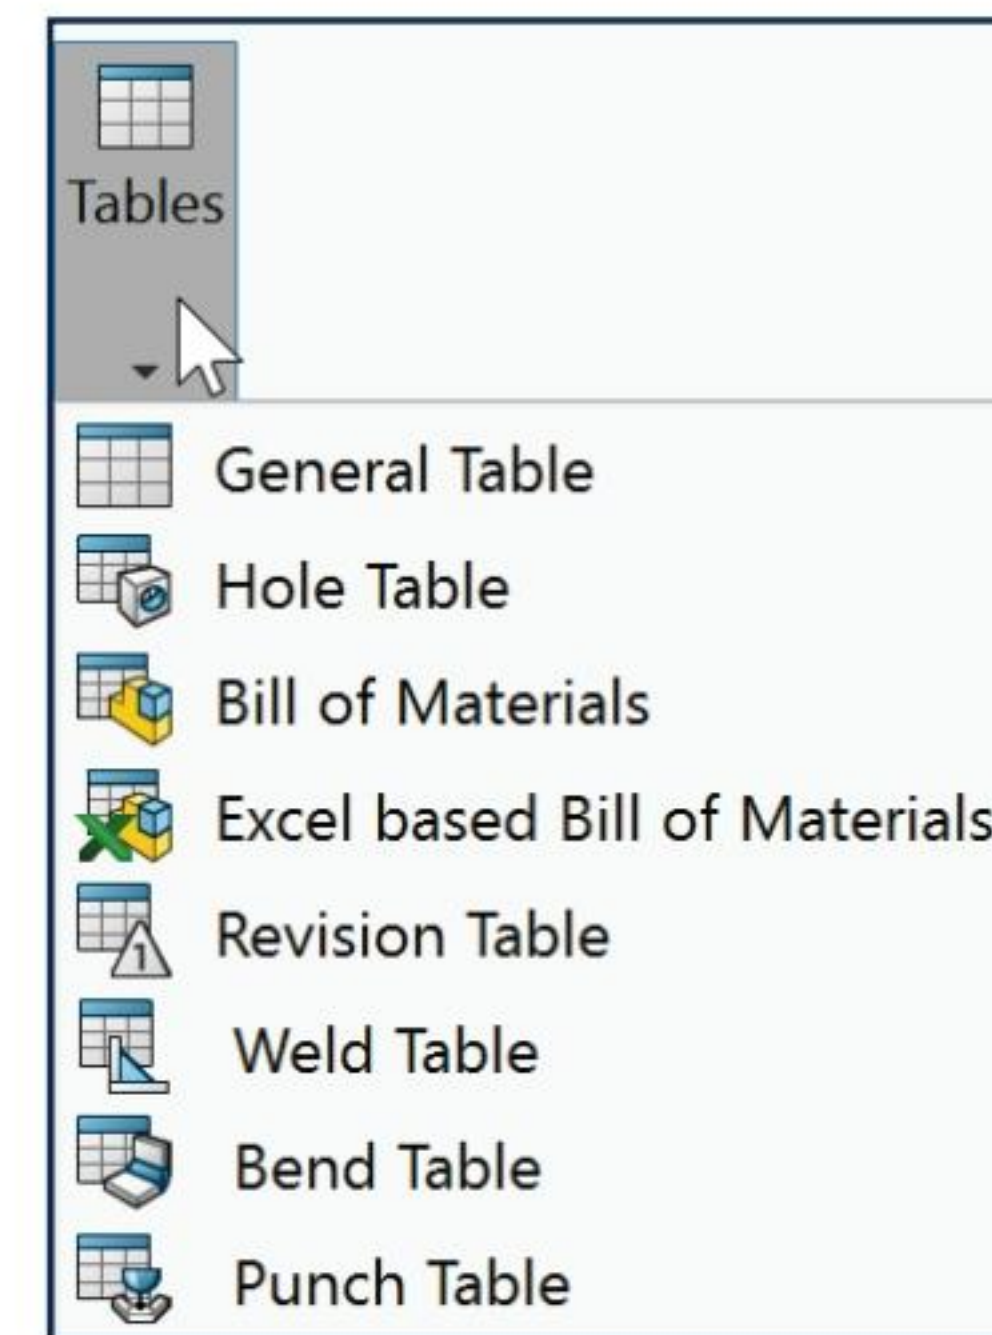 Tables
General Table
Hole Table
Bill of Materials
Excel based Bill of Materials
Revision Table
1
Weld Table
Bend Table
Punch Table